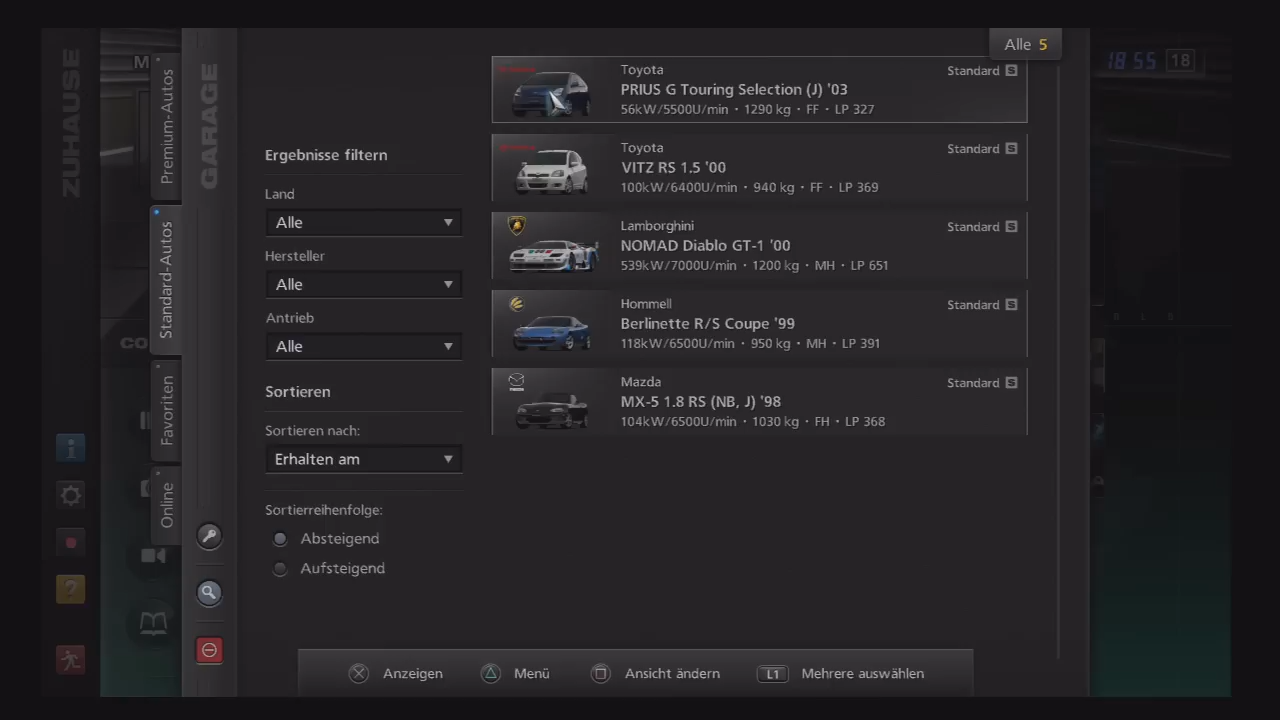 Alle 5
ZUHAUSE
Premium-Autos
Standard-Autos
Favoriten
Online
GARAGE
M
CO
18 55 18
Ergebnisse filtern
Land
Alle
Hersteller
Alle
Antrieb
Alle
Sortieren
Sortieren nach:
Erhalten am
Sortierreihenfolge:
Absteigend
Aufsteigend
Toyota
Standard S
PRIUS G Touring Selection (J) '03
56kW/5500U/min • 1290 kg • FF • LP 327
Toyota
Standard S
VITZ RS 1.5 '00
100kW/6400U/min • 940 kg • FF • LP 369
Lamborghini
Standard S
NOMAD Diablo GT-1 '00
539kW/7000U/min • 1200 kg • MH • LP 651
Hommell
Standard S
Berlinette R/S Coupe '99
118kW/6500U/min • 950 kg • MH • LP 391
Mazda
Standard S
MX-5 1.8 RS (NB, J) '98
104kW/6500U/min • 1030 kg • FH • LP 368
Anzeigen
Menü
Ansicht ändern
L1 Mehrere auswählen